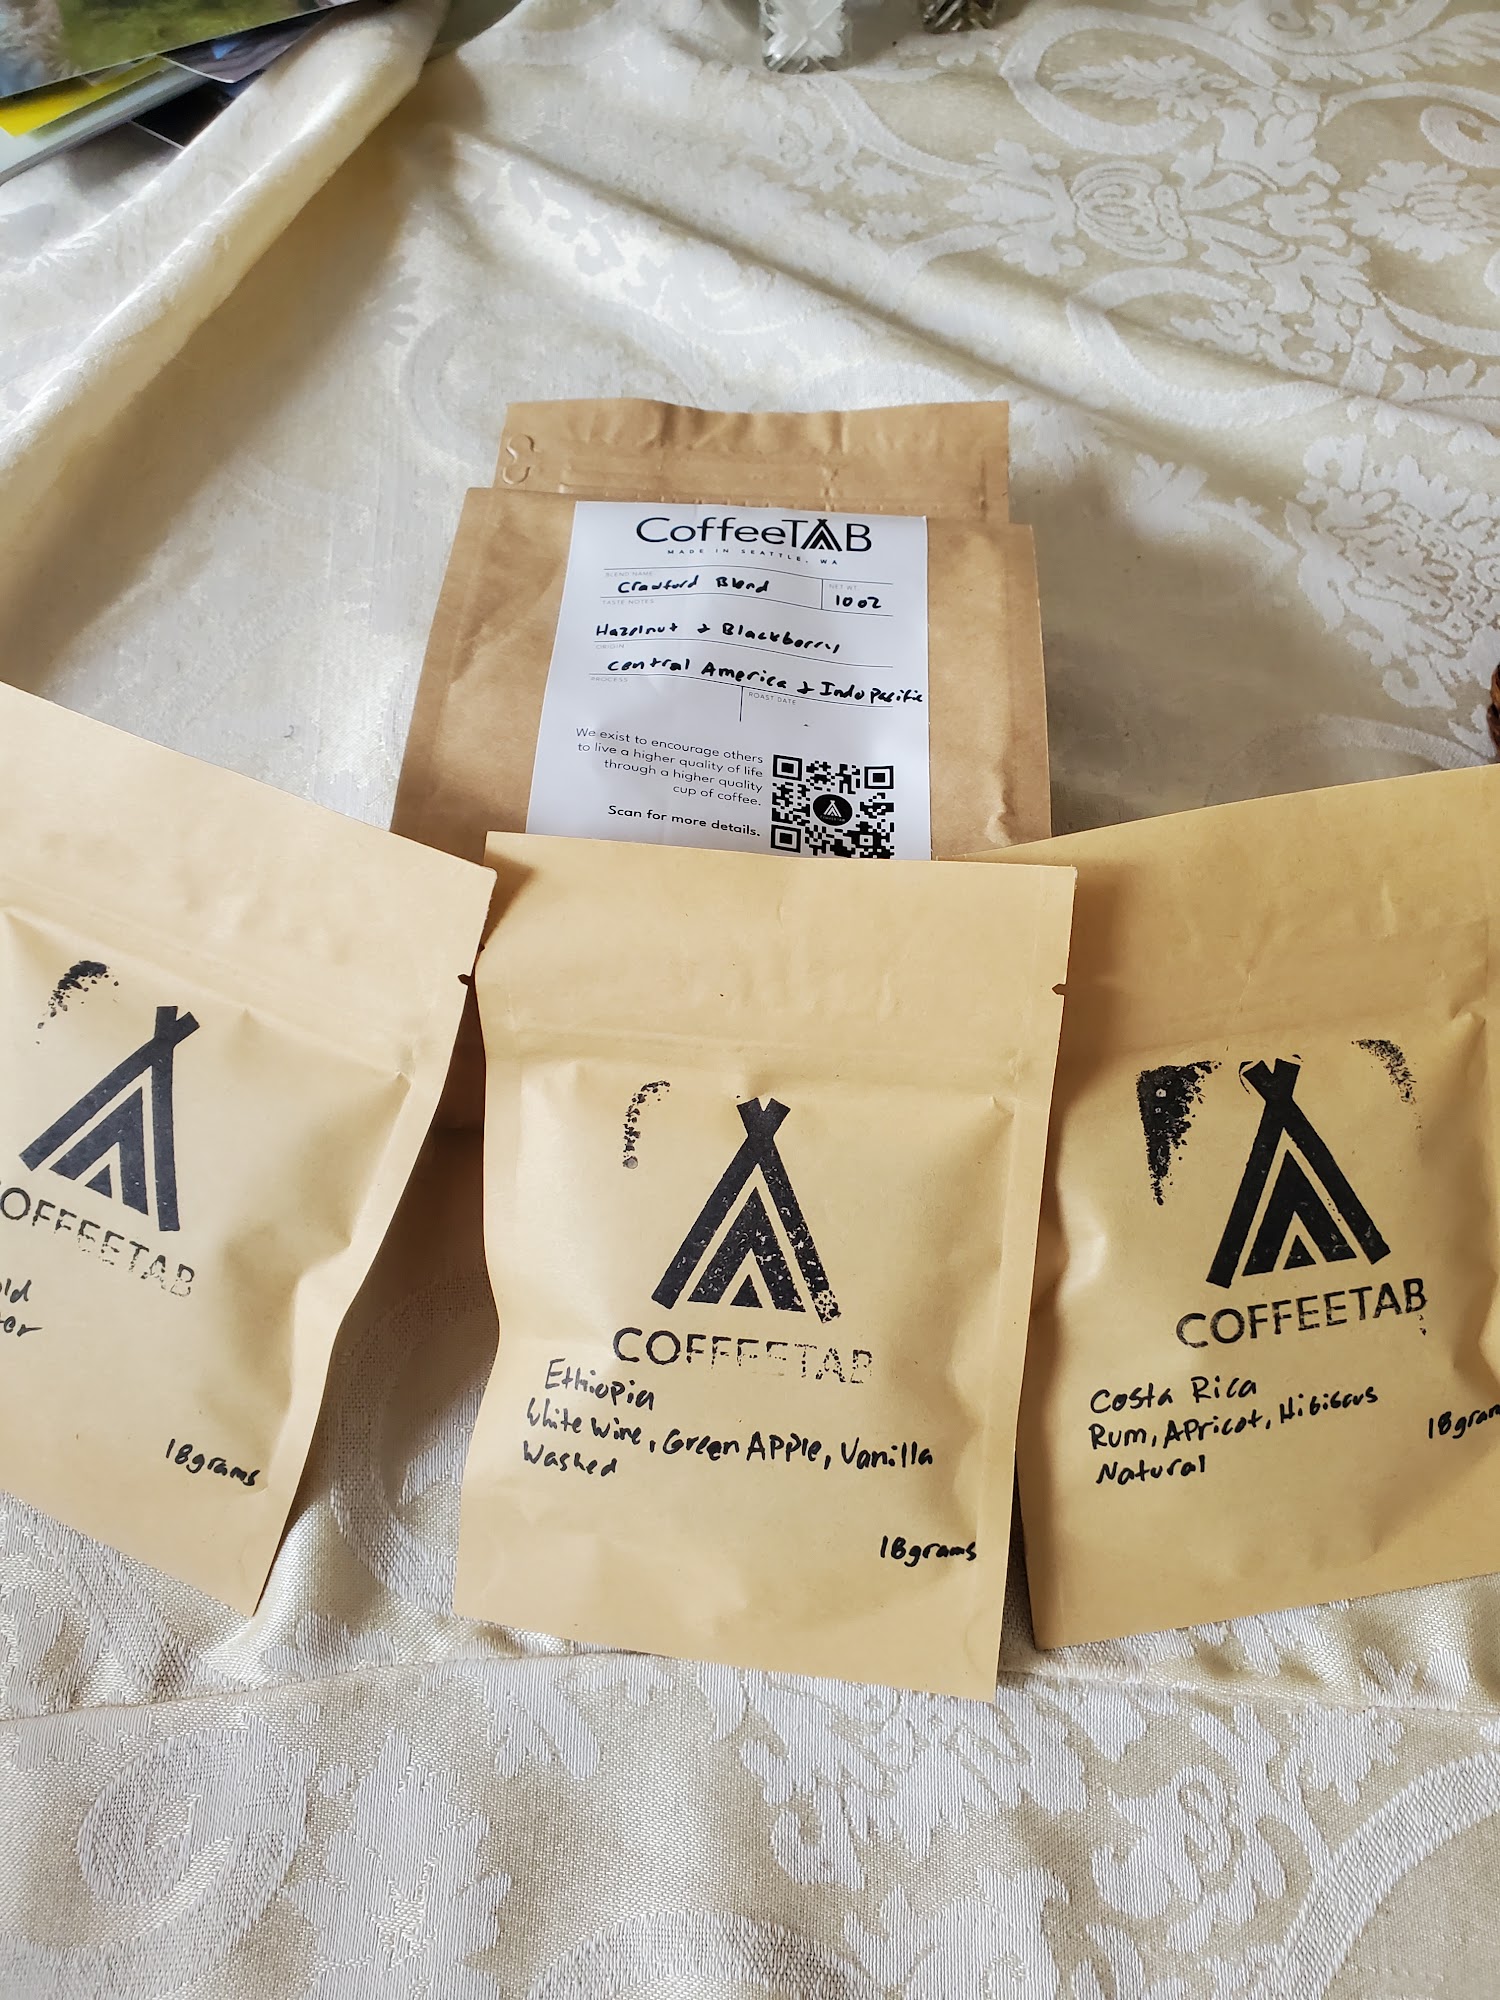 CoffeeTAB
MADE IN SEATTLE, WA
BLEND NAME
Crawford Blend
NET WT.
10 oz
TASTE NOTES
Hazelnut & Blackberry
ORIGIN
Central America & Indo Pacific
PROCESS
ROAST DATE
We exist to encourage others
to live a higher quality of life
through a higher quality
cup of coffee.
Scan for more details.
COFFEETAB
18grams
COFFEETAB
Ethiopia
White Wine, Green Apple, Vanilla
Washed
18grams
COFFEETAB
Costa Rica
Rum, Apricot, Hibiscus
Natural
18grams